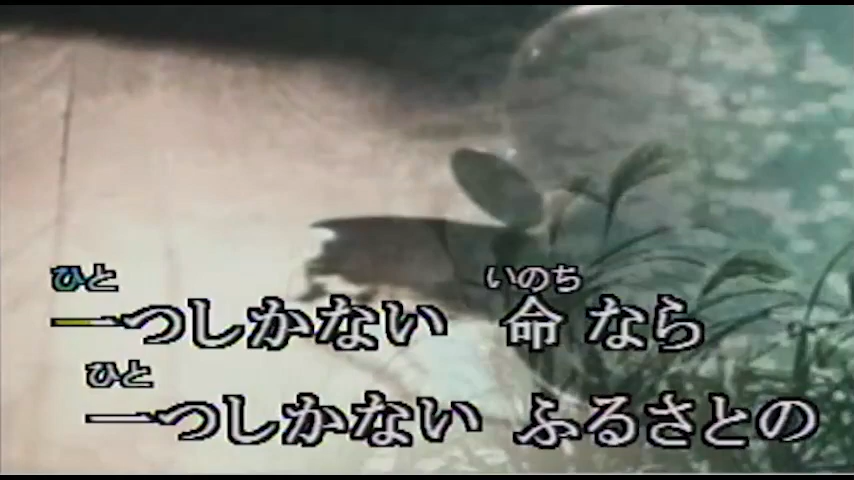 ひと いのち
一つしかない 命なら
ひと
一つしかない ふるさとの